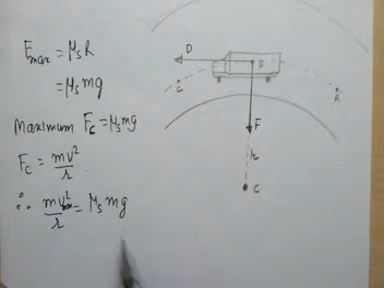 Fmax = μsR
= μsmg
Maximum Fc = μsmg
Fc = mv²/r
∴ mv²/r = μsmg
D
B
C
A
F
r
C